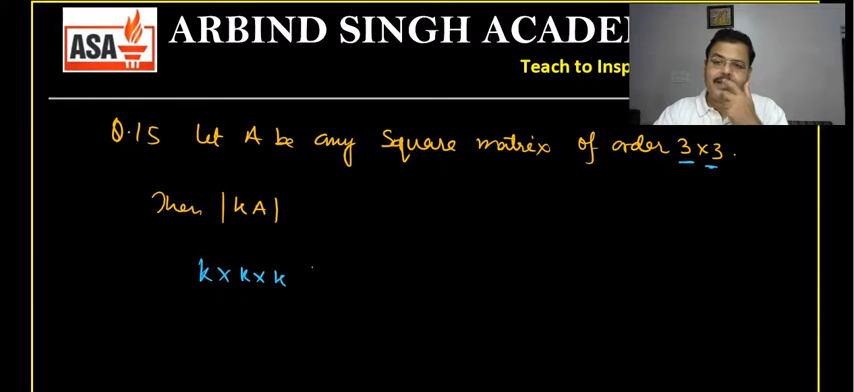 ASA
ARBIND SINGH ACADE
Teach to Insp
Q.15 Let A be any Square matrix of order 3 x 3.
Then |kA|
k x k x k